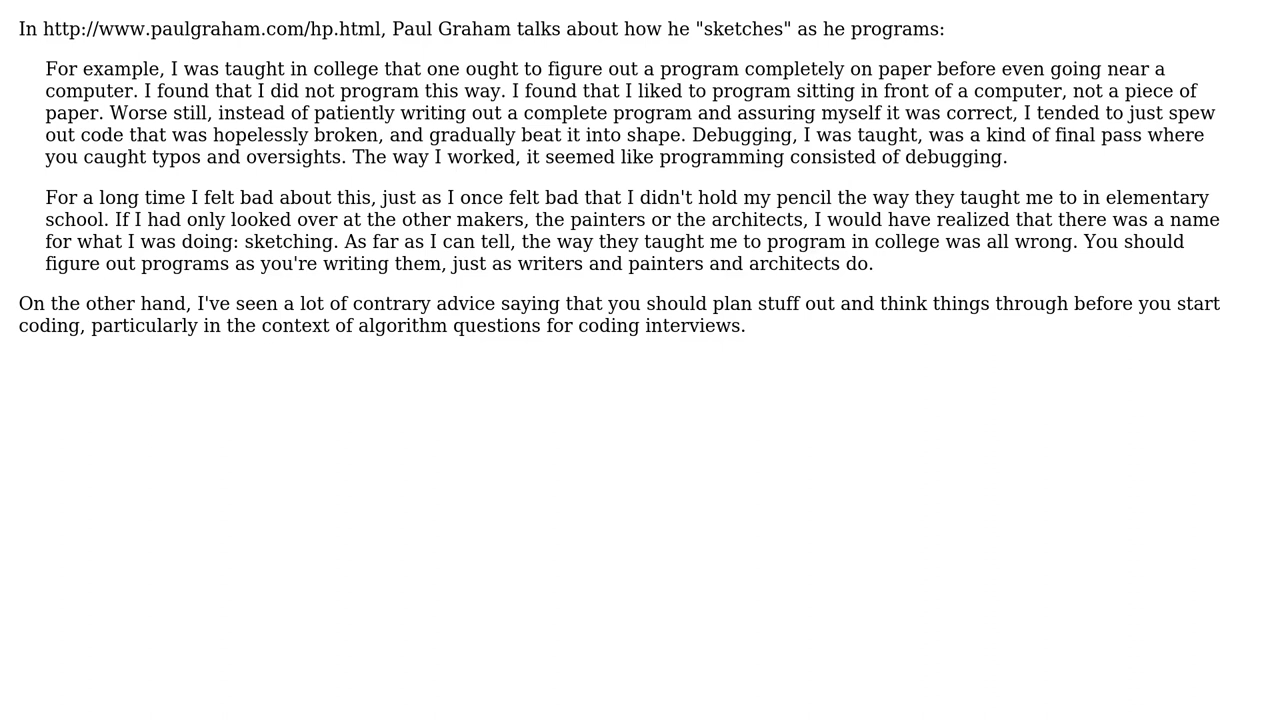 In http://www.paulgraham.com/hp.html, Paul Graham talks about how he "sketches" as he programs:
For example, I was taught in college that one ought to figure out a program completely on paper before even going near a
computer. I found that I did not program this way. I found that I liked to program sitting in front of a computer, not a piece of
paper. Worse still, instead of patiently writing out a complete program and assuring myself it was correct, I tended to just spew
out code that was hopelessly broken, and gradually beat it into shape. Debugging, I was taught, was a kind of final pass where
you caught typos and oversights. The way I worked, it seemed like programming consisted of debugging.
For a long time I felt bad about this, just as I once felt bad that I didn't hold my pencil the way they taught me to in elementary
school. If I had only looked over at the other makers, the painters or the architects, I would have realized that there was a name
for what I was doing: sketching. As far as I can tell, the way they taught me to program in college was all wrong. You should
figure out programs as you're writing them, just as writers and painters and architects do.
On the other hand, I've seen a lot of contrary advice saying that you should plan stuff out and think things through before you start
coding, particularly in the context of algorithm questions for coding interviews.